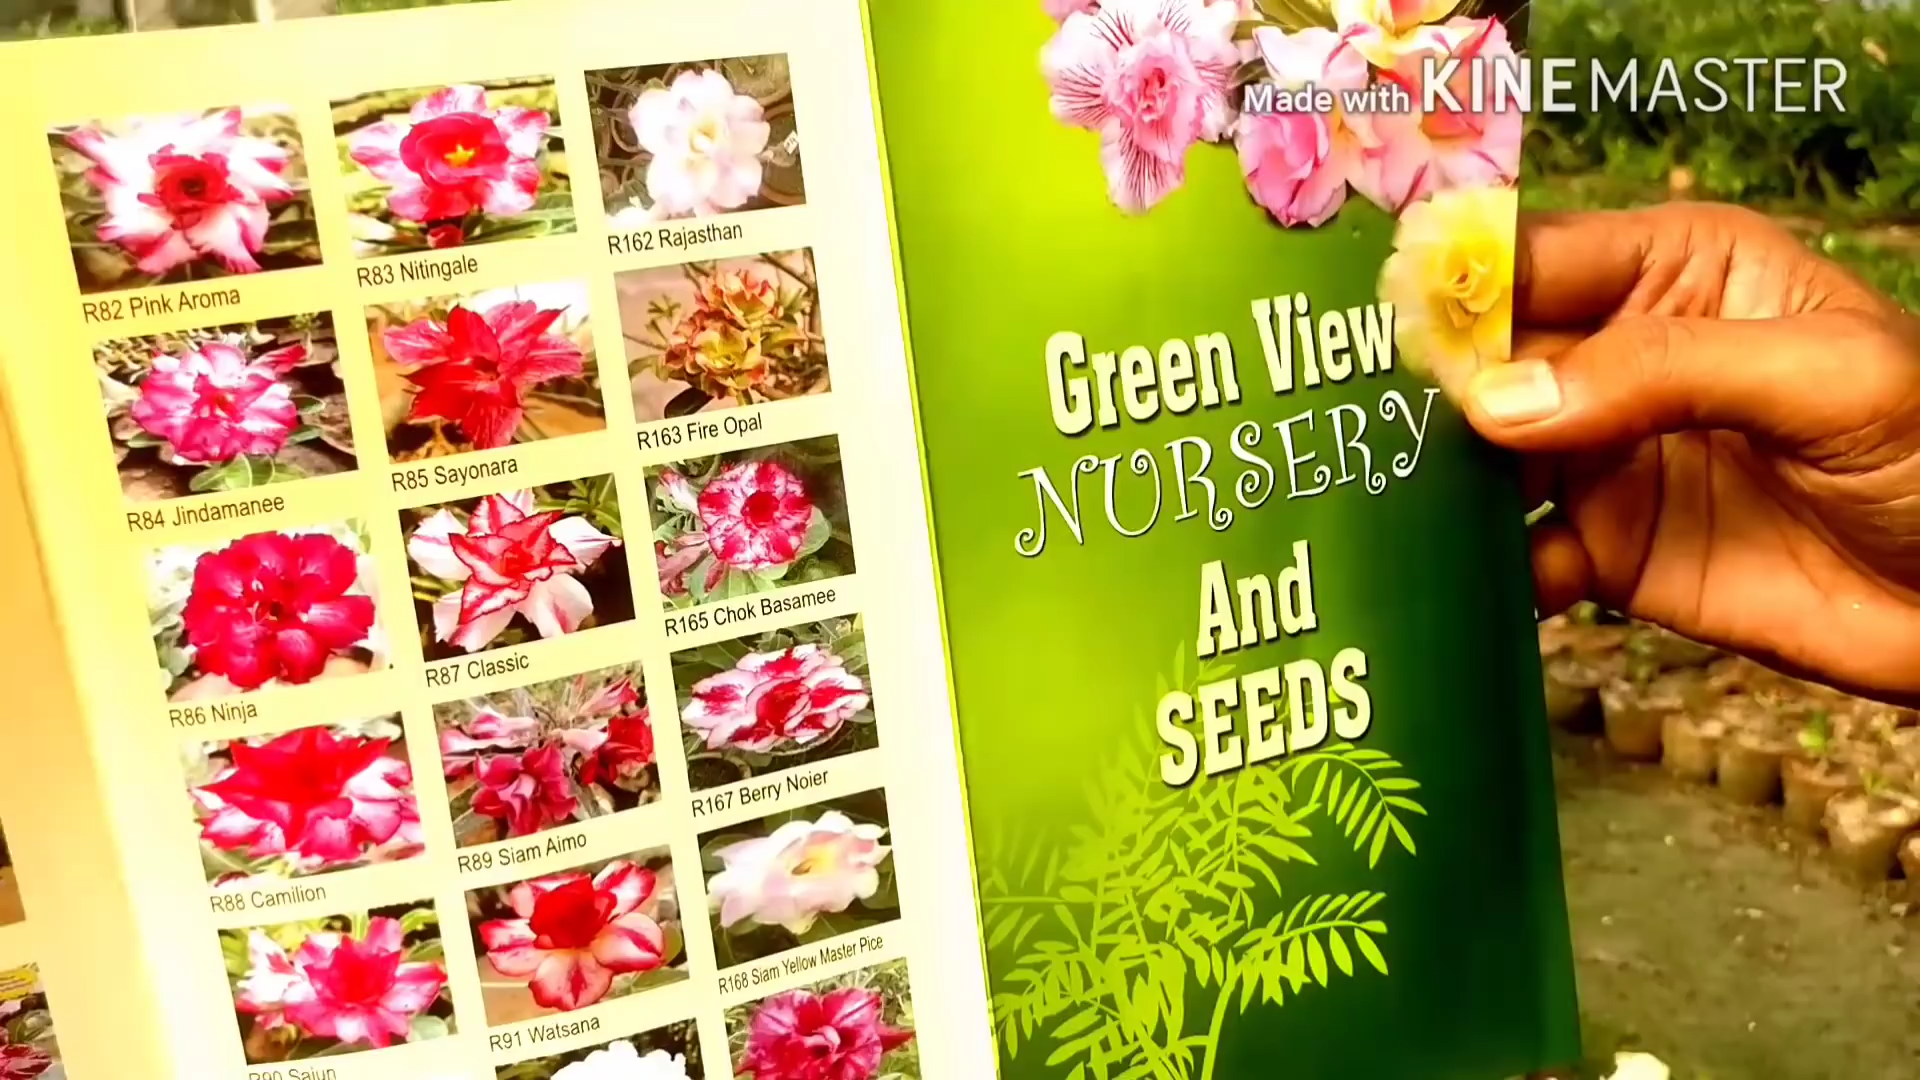 Made with KINEMASTER
R82 Pink Aroma
R83 Nitingale
R162 Rajasthan
R84 Jindamanee
R85 Sayonara
R163 Fire Opal
R86 Ninja
R87 Classic
R165 Chok Basamee
R88 Camilion
R89 Siam Aimo
R167 Berry Noier
R90 Sajun
R91 Watsana
R168 Siam Yellow Master Pice
Green View
NURSERY
And
SEEDS